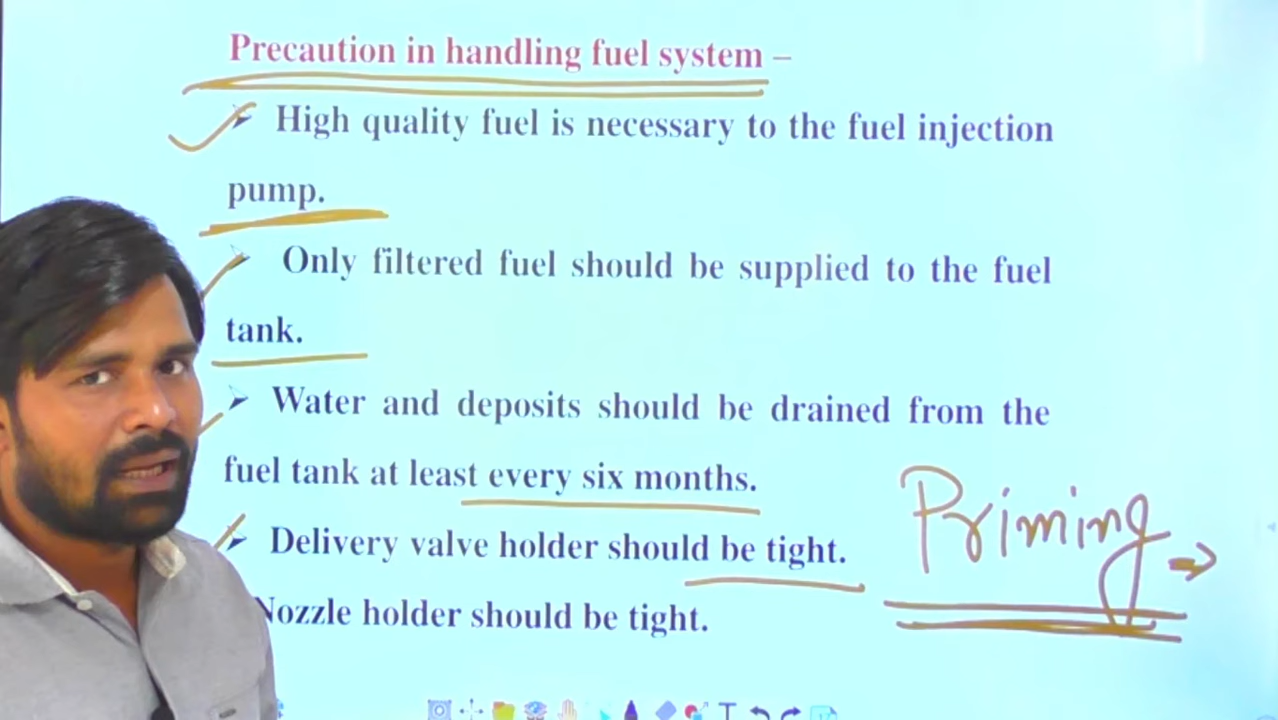 Precaution in handling fuel system –
➢ High quality fuel is necessary to the fuel injection
pump.
➢ Only filtered fuel should be supplied to the fuel
tank.
➢ Water and deposits should be drained from the
fuel tank at least every six months.
➢ Delivery valve holder should be tight.
Nozzle holder should be tight.
Priming →